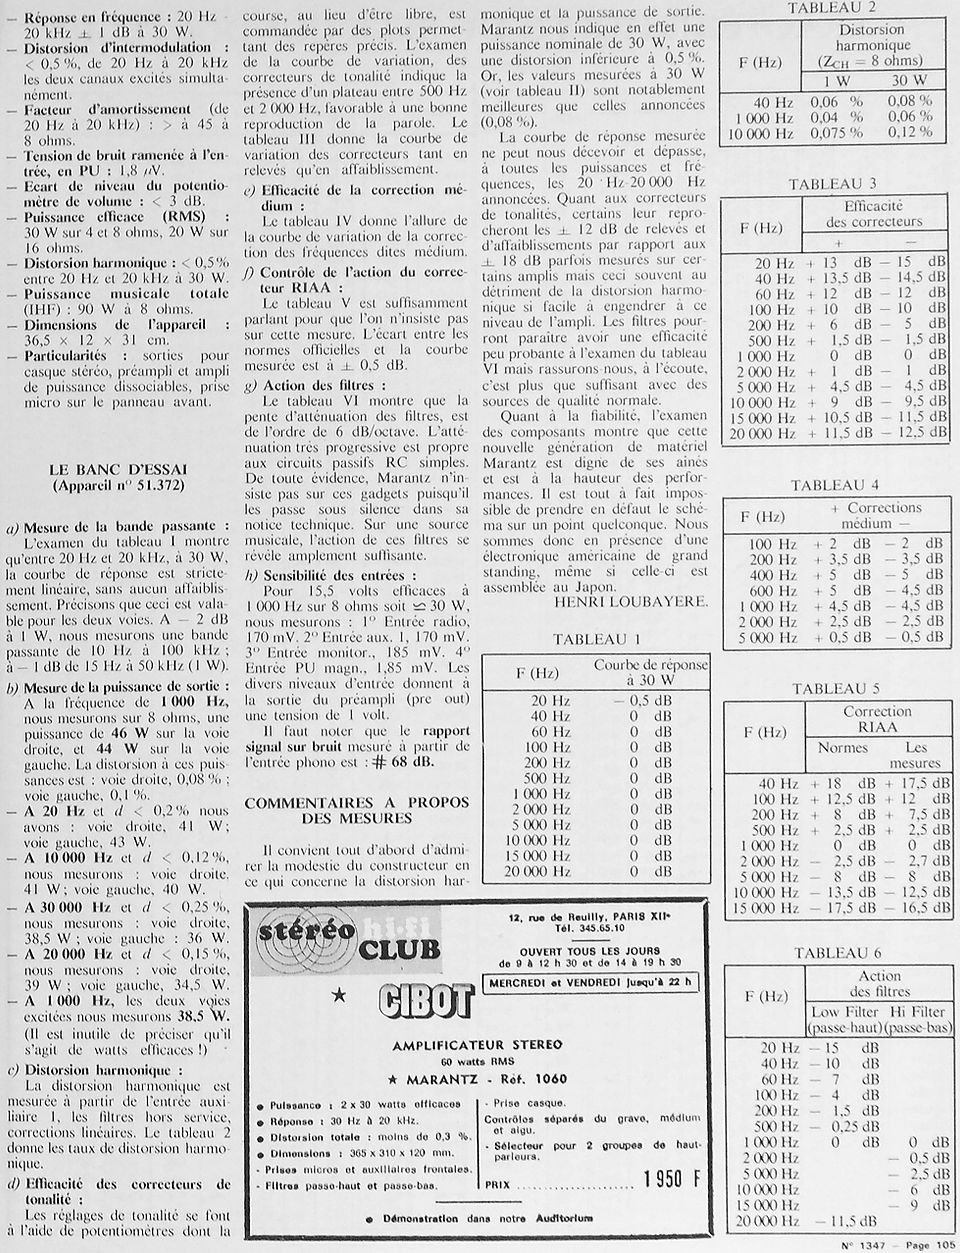 — Réponse en fréquence : 20 Hz -
20 kHz ± 1 dB à 30 W.
— Distorsion d'intermodulation :
< 0,5 %, de 20 Hz à 20 kHz
les deux canaux excités simulta-
nément.
— Facteur d'amortissement (de
20 Hz à 20 kHz) : > à 45 à
8 ohms.
— Tension de bruit ramenée à l'en-
trée, en PU : 1,8 µV.
— Ecart de niveau du potentio-
mètre de volume : < 3 dB.
— Puissance efficace (RMS) :
30 W sur 4 et 8 ohms, 20 W sur
16 ohms.
— Distorsion harmonique : < 0,5 %
entre 20 Hz et 20 kHz à 30 W.
— Puissance musicale totale
(IHF) : 90 W à 8 ohms.
— Dimensions de l'appareil :
36,5 × 12 × 31 cm.
— Particularités : sorties pour
casque stéréo, préampli et ampli
de puissance dissociables, prise
micro sur le panneau avant.
LE BANC D'ESSAI
(Appareil nº 51.372)
a) Mesure de la bande passante :
L'examen du tableau I montre
qu'entre 20 Hz et 20 kHz, à 30 W,
la courbe de réponse est stricte-
ment linéaire, sans aucun affaiblis-
sement. Précisons que ceci est vala-
ble pour les deux voies. A — 2 dB
à 1 W, nous mesurons une bande
passante de 10 Hz à 100 kHz ;
à – 1 dB de 15 Hz à 50 kHz (1 W).
b) Mesure de la puissance de sortie :
A la fréquence de 1 000 Hz,
nous mesurons sur 8 ohms, une
puissance de 46 W sur la voie
droite, et 44 W sur la voie
gauche. La distorsion à ces puis-
sances est : voie droite, 0,08 % ;
voie gauche, 0,1 %.
— A 20 Hz et d < 0,2 % nous
avons : voie droite, 41 W ;
voie gauche, 43 W.
— A 10 000 Hz et d < 0,12 %,
nous mesurons : voie droite,
41 W ; voie gauche, 40 W.
— A 30 000 Hz et d < 0,25 %,
nous mesurons : voie droite,
38,5 W ; voie gauche : 36 W.
— A 20 000 Hz et d < 0,15 %,
nous mesurons : voie droite,
39 W ; voie gauche, 34,5 W.
— A 1 000 Hz, les deux voies
excitées nous mesurons 38,5 W.
(Il est inutile de préciser qu'il
s'agit de watts efficaces !)
c) Distorsion harmonique :
La distorsion harmonique est
mesurée à partir de l'entrée auxi-
liaire 1, les filtres hors service,
corrections linéaires. Le tableau 2
donne les taux de distorsion harmo-
nique.
d) Efficacité des correcteurs de
tonalité :
Les réglages de tonalité se font
à l'aide de potentiomètres dont la
course, au lieu d'être libre, est
commandée par des plots permet-
tant des repères précis. L'examen
de la courbe de variation, des
correcteurs de tonalité indique la
présence d'un plateau entre 500 Hz
et 2 000 Hz, favorable à une bonne
reproduction de la parole. Le
tableau III donne la courbe de
variation des correcteurs tant en
relevés qu'en affaiblissement.
e) Efficacité de la correction mé-
dium :
Le tableau IV donne l'allure de
la courbe de variation de la correc-
tion des fréquences dites médium.
f) Contrôle de l'action du correc-
teur RIAA :
Le tableau V est suffisamment
parlant pour que l'on n'insiste pas
sur cette mesure. L'écart entre les
normes officielles et la courbe
mesurée est à ± 0,5 dB.
g) Action des filtres :
Le tableau VI montre que la
pente d'atténuation des filtres, est
de l'ordre de 6 dB/octave. L'atté-
nuation très progressive est propre
aux circuits passifs RC simples.
De toute évidence, Marantz n'in-
siste pas sur ces gadgets puisqu'il
les passe sous silence dans sa
notice technique. Sur une source
musicale, l'action de ces filtres se
révèle amplement suffisante.
h) Sensibilité des entrées :
Pour 15,5 volts efficaces à
1 000 Hz sur 8 ohms soit ≃ 30 W,
nous mesurons : 1º Entrée radio,
170 mV. 2º Entrée aux. 1, 170 mV.
3º Entrée monitor., 185 mV. 4º
Entrée PU magn., 1,85 mV. Les
divers niveaux d'entrée donnent à
la sortie du préampli (pre out)
une tension de 1 volt.
Il faut noter que le rapport
signal sur bruit mesuré à partir de
l'entrée phono est : # 68 dB.
COMMENTAIRES A PROPOS
DES MESURES
Il convient tout d'abord d'admi-
rer la modestie du constructeur en
ce qui concerne la distorsion har-
monique et la puissance de sortie.
Marantz nous indique en effet une
puissance nominale de 30 W, avec
une distorsion inférieure à 0,5 %.
Or, les valeurs mesurées à 30 W
(voir tableau II) sont notablement
meilleures que celles annoncées
(0,08 %).
La courbe de réponse mesurée
ne peut nous décevoir et dépasse,
à toutes les puissances et fré-
quences, les 20 Hz-20 000 Hz
annoncées. Quant aux correcteurs
de tonalités, certains leur repro-
cheront les ± 12 dB de relevés et
d'affaiblissements par rapport aux
± 18 dB parfois mesurés sur cer-
tains amplis mais ceci souvent au
détriment de la distorsion harmo-
nique si facile à engendrer à ce
niveau de l'ampli. Les filtres pour-
ront paraître avoir une efficacité
peu probante à l'examen du tableau
VI mais rassurons-nous, à l'écoute,
c'est plus que suffisant avec des
sources de qualité normale.
Quant à la fiabilité, l'examen
des composants montre que cette
nouvelle génération de matériel
Marantz est digne de ses aînés
et est à la hauteur des perfor-
mances. Il est tout à fait impos-
sible de prendre en défaut le sché-
ma sur un point quelconque. Nous
sommes donc en présence d'une
électronique américaine de grand
standing, même si celle-ci est
assemblée au Japon.
HENRI LOUBAYERE.
TABLEAU 1
F (Hz) Courbe de réponse
à 30 W
20 Hz — 0,5 dB
40 Hz 0 dB
60 Hz 0 dB
100 Hz 0 dB
200 Hz 0 dB
500 Hz 0 dB
1 000 Hz 0 dB
2 000 Hz 0 dB
5 000 Hz 0 dB
10 000 Hz 0 dB
15 000 Hz 0 dB
20 000 Hz 0 dB
TABLEAU 2
F (Hz) Distorsion
harmonique
(ZCH = 8 ohms)
1 W 30 W
40 Hz 0,06 % 0,08 %
1 000 Hz 0,04 % 0,06 %
10 000 Hz 0,075 % 0,12 %
TABLEAU 3
F (Hz) Efficacité
des correcteurs
+ —
20 Hz + 13 dB — 15 dB
40 Hz + 13,5 dB — 14,5 dB
60 Hz + 12 dB — 12 dB
100 Hz + 10 dB — 10 dB
200 Hz + 6 dB — 5 dB
500 Hz + 1,5 dB — 1,5 dB
1 000 Hz 0 dB 0 dB
2 000 Hz + 1 dB — 1 dB
5 000 Hz + 4,5 dB — 4,5 dB
10 000 Hz + 9 dB — 9,5 dB
15 000 Hz + 10,5 dB — 11,5 dB
20 000 Hz + 11,5 dB — 12,5 dB
TABLEAU 4
F (Hz) + Corrections
médium —
100 Hz + 2 dB — 2 dB
200 Hz + 3,5 dB — 3,5 dB
400 Hz + 5 dB — 5 dB
600 Hz + 5 dB — 4,5 dB
1 000 Hz + 4,5 dB — 4,5 dB
2 000 Hz + 2,5 dB — 2,5 dB
5 000 Hz + 0,5 dB — 0,5 dB
TABLEAU 5
F (Hz) Correction
RIAA
Normes Les
mesures
40 Hz + 18 dB + 17,5 dB
100 Hz + 12,5 dB + 12 dB
200 Hz + 8 dB + 7,5 dB
500 Hz + 2,5 dB + 2,5 dB
1 000 Hz 0 dB 0 dB
2 000 Hz — 2,5 dB — 2,7 dB
5 000 Hz — 8 dB — 8 dB
10 000 Hz — 13,5 dB — 12,5 dB
15 000 Hz — 17,5 dB — 16,5 dB
TABLEAU 6
F (Hz) Action
des filtres
Low Filter Hi Filter
(passe-haut) (passe-bas)
20 Hz — 15 dB
40 Hz — 10 dB
60 Hz — 7 dB
100 Hz — 4 dB
200 Hz — 1,5 dB
500 Hz — 0,25 dB
1 000 Hz 0 dB 0 dB
2 000 Hz — 0,5 dB
5 000 Hz — 2,5 dB
10 000 Hz — 6 dB
15 000 Hz — 9 dB
20 000 Hz — 11,5 dB
stéréo hi-fi
CLUB
CIBOT
12, rue de Reuilly, PARIS XIIe
Tél. 345.65.10
OUVERT TOUS LES JOURS
de 9 à 12 h 30 et de 14 à 19 h 30
MERCREDI et VENDREDI jusqu'à 22 h
AMPLIFICATEUR STEREO
60 watts RMS
★ MARANTZ - Réf. 1060
● Puissance : 2 x 30 watts efficaces
● Réponse : 30 Hz à 20 kHz.
● Distorsion totale : moins de 0,3 %.
● Dimensions : 365 x 310 x 120 mm.
- Prises micros et auxiliaires frontales.
- Filtres passe-haut et passe-bas.
- Prise casque.
Contrôles séparés du grave, médium
et aigu.
- Sélecteur pour 2 groupes de haut-
parleurs.
PRIX .................... 1 950 F
● Démonstration dans notre Auditorium
Nº 1347 — Page 105